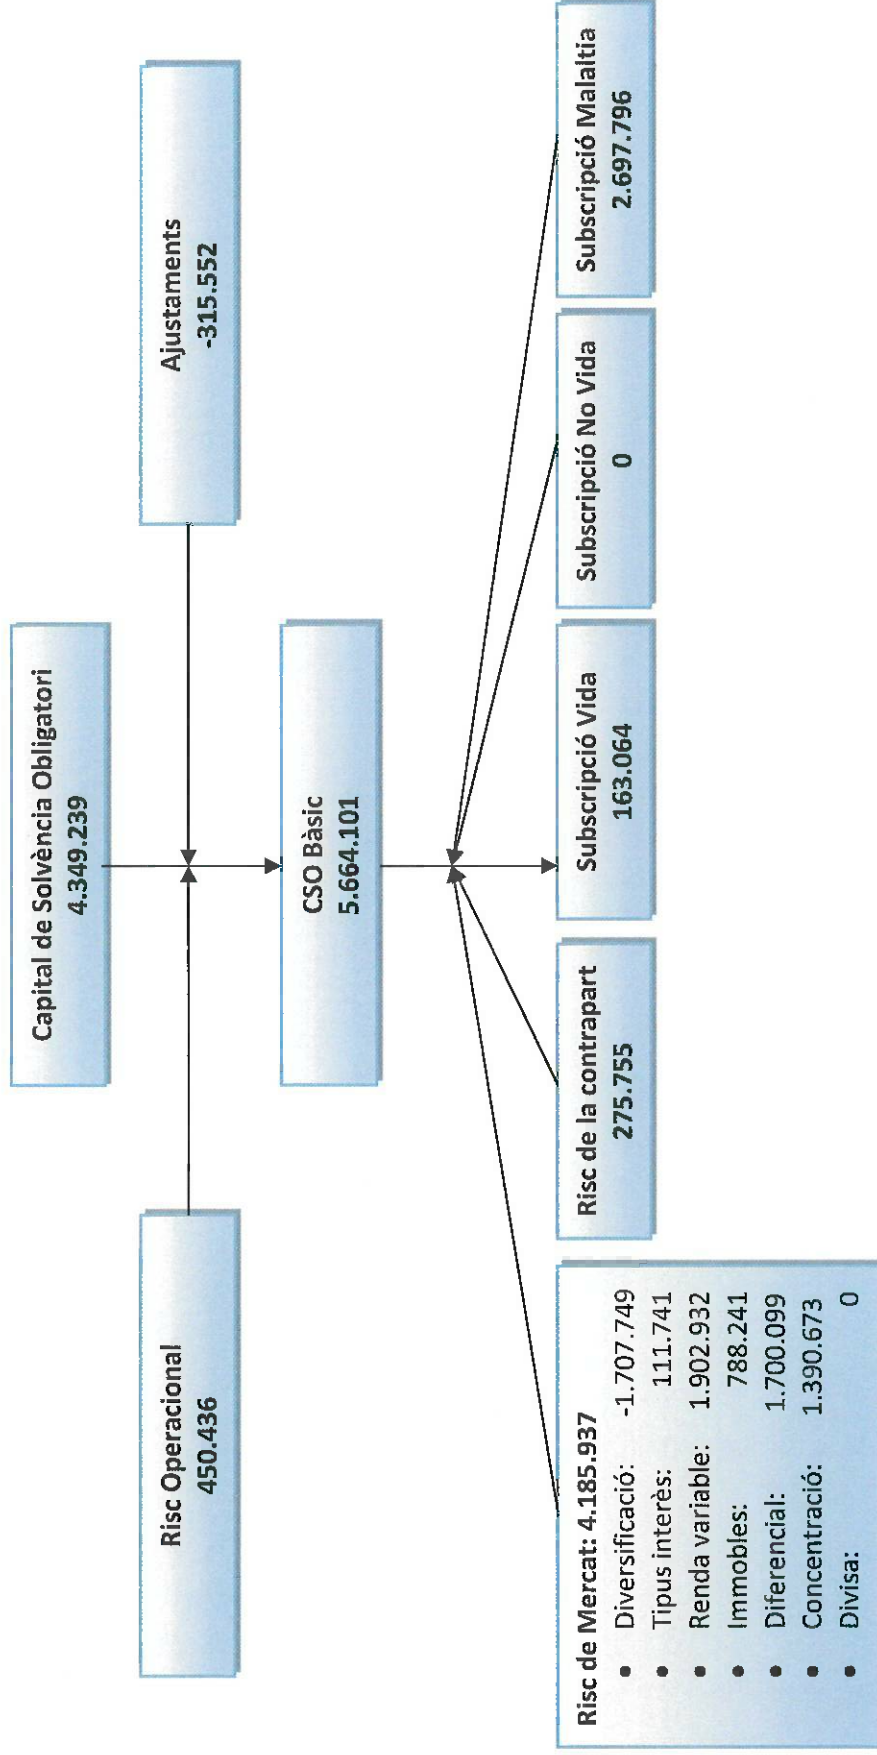 Capital de Solvència Obligatori
4.349.239
Risc Operacional
450.436
Ajustaments
-315.552
CSO Bàsic
5.664.101
Risc de Mercat: 4.185.937
• Diversificació: -1.707.749
• Tipus interès: 111.741
• Renda variable: 1.902.932
• Immobles: 788.241
• Diferencial: 1.700.099
• Concentració: 1.390.673
• Divisa: 0
Risc de la contrapart
275.755
Subscripció Vida
163.064
Subscripció No Vida
0
Subscripció Malaltia
2.697.796